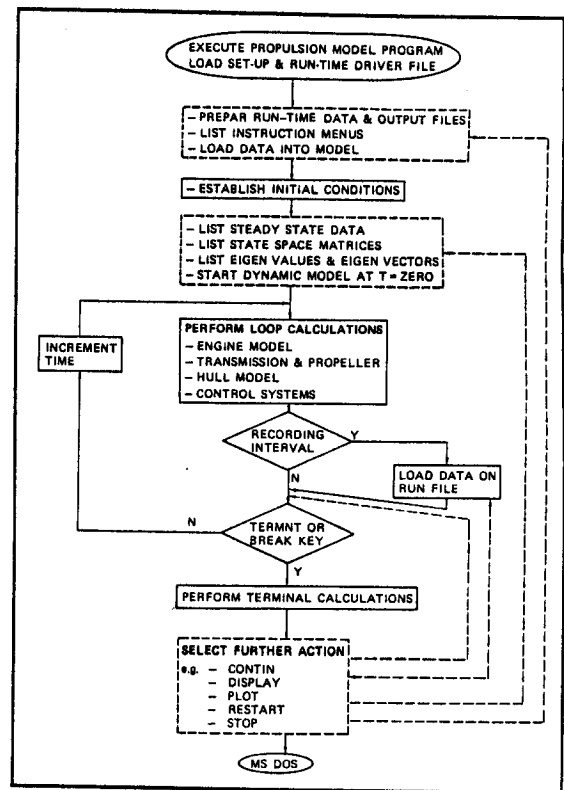 EXECUTE PROPULSION MODEL PROGRAM
LOAD SET-UP & RUN-TIME DRIVER FILE
– PREPAR RUN-TIME DATA & OUTPUT FILES
– LIST INSTRUCTION MENUS
– LOAD DATA INTO MODEL
– ESTABLISH INITIAL CONDITIONS
– LIST STEADY STATE DATA
– LIST STATE SPACE MATRICES
– LIST EIGEN VALUES & EIGEN VECTORS
– START DYNAMIC MODEL AT T = ZERO
INCREMENT
TIME
PERFORM LOOP CALCULATIONS
– ENGINE MODEL
– TRANSMISSION & PROPELLER
– HULL MODEL
– CONTROL SYSTEMS
RECORDING
INTERVAL
Y
N
LOAD DATA ON
RUN FILE
TERMNT OR
BREAK KEY
N
Y
PERFORM TERMINAL CALCULATIONS
SELECT FURTHER ACTION
e.g. – CONTIN
– DISPLAY
– PLOT
– RESTART
– STOP
MS DOS